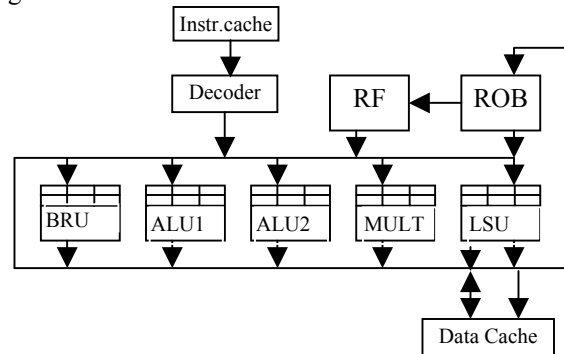 Instr.cache
Decoder
RF
ROB
BRU
ALU1
ALU2
MULT
LSU
Data Cache